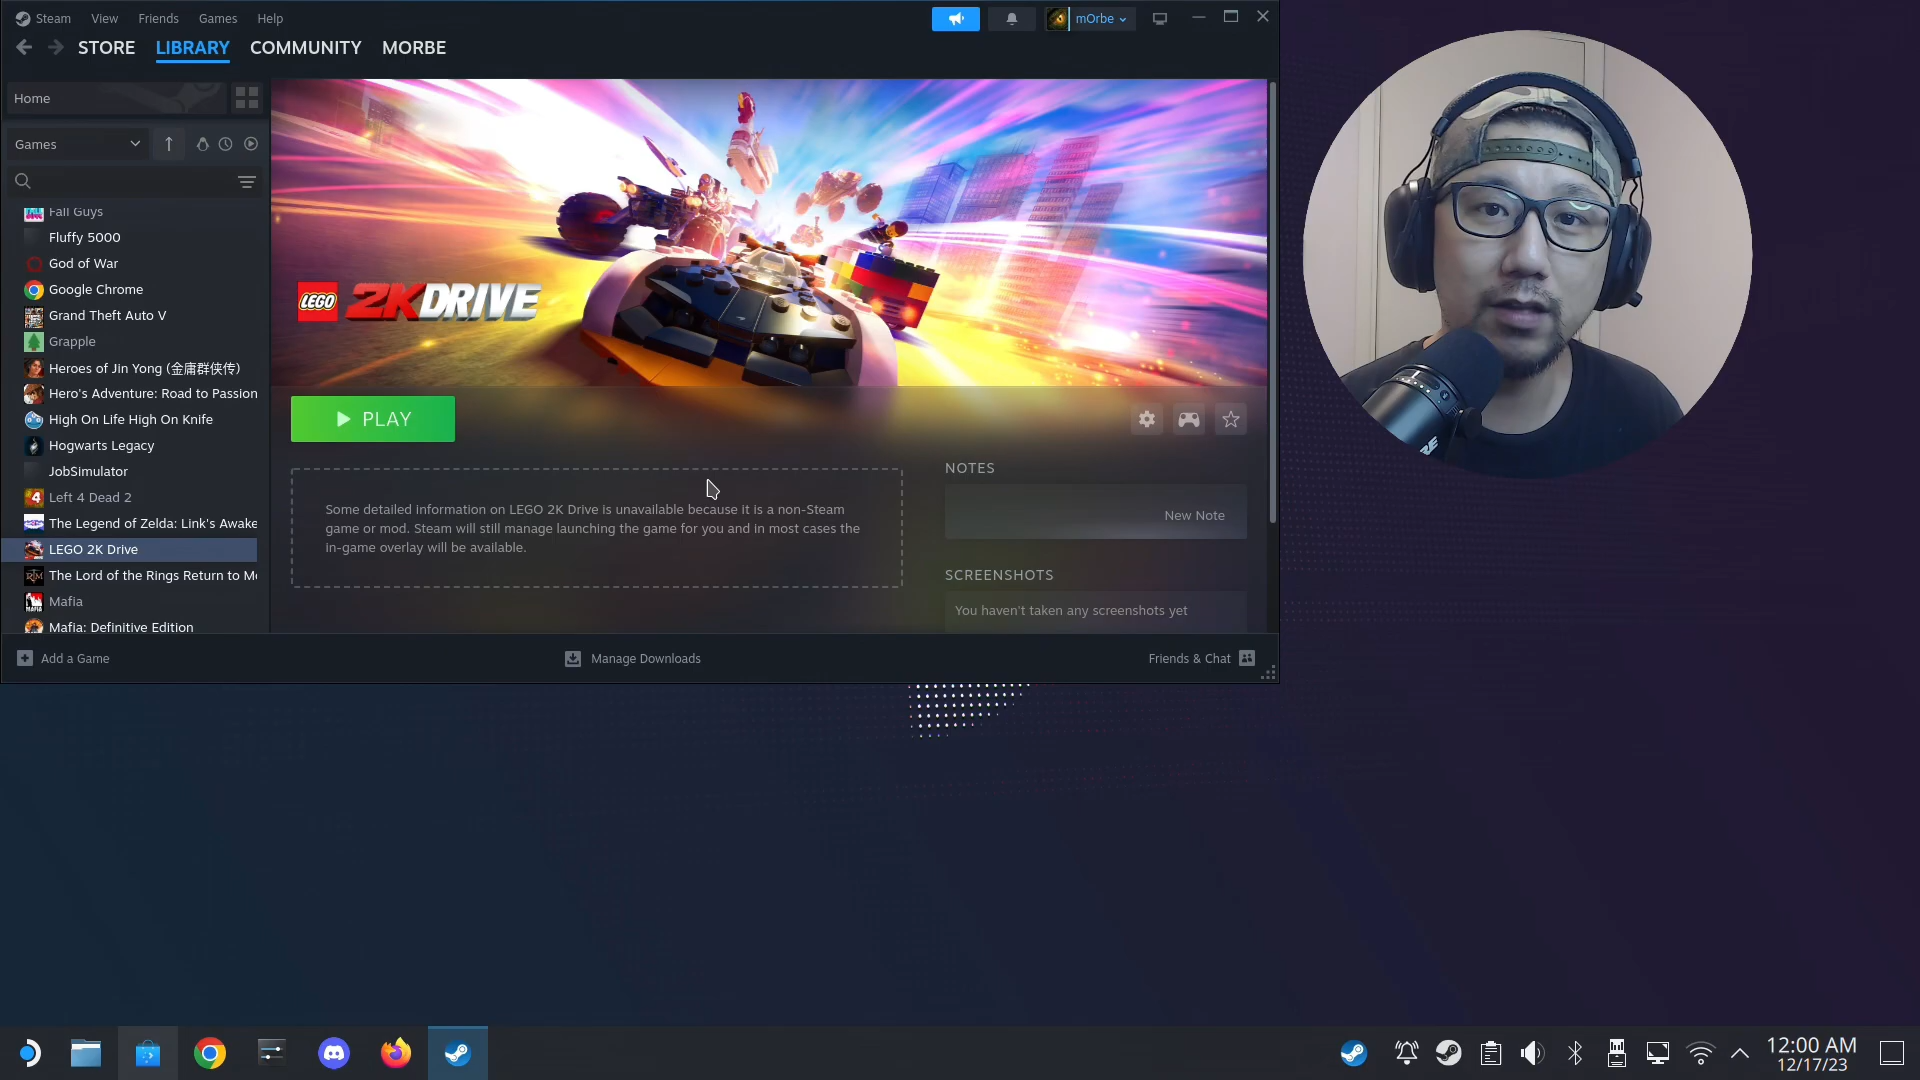 Steam View Friends Games Help
mOrbe
STORE LIBRARY COMMUNITY MORBE
Home
Games
Fall Guys
Fluffy 5000
God of War
Google Chrome
Grand Theft Auto V
Grapple
Heroes of Jin Yong (金庸群侠传)
Hero's Adventure: Road to Passion
High On Life High On Knife
Hogwarts Legacy
JobSimulator
Left 4 Dead 2
The Legend of Zelda: Link's Awake
LEGO 2K Drive
The Lord of the Rings Return to Mo
Mafia
Mafia: Definitive Edition
LEGO 2KDRIVE
PLAY
Some detailed information on LEGO 2K Drive is unavailable because it is a non-Steam
game or mod. Steam will still manage launching the game for you and in most cases the
in-game overlay will be available.
NOTES
New Note
SCREENSHOTS
You haven't taken any screenshots yet
Add a Game
Manage Downloads
Friends & Chat
12:00 AM
12/17/23